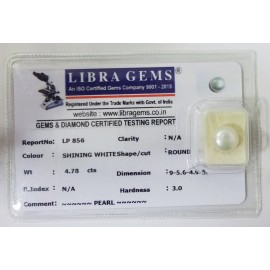 LIBRA GEMS®
An ISO Certified Gems Company 9001 - 2015
Registered Under the Trade Marks with Govt. of India
www.libragems.co.in
GEMS & DIAMOND CERTIFIED TESTING REPORT
ReportNo: LP 856 Clarity : N/A
Colour : SHINING WHITE Shape/cut : ROUND
Wt : 4.78 cts Dimension :
R.Index : N/A Hardness : 3.0
Comment :~~~~~~ PEARL ~~~~~~